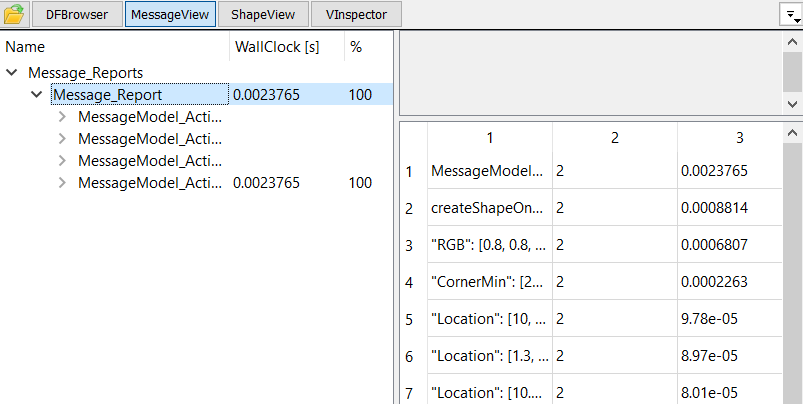 DFBrowser MessageView ShapeView VInspector
Name WallClock [s] %
Message_Reports
Message_Report 0.0023765 100
MessageModel_Acti...
MessageModel_Acti...
MessageModel_Acti...
MessageModel_Acti... 0.0023765 100
1 2 3
1 MessageModel... 2 0.0023765
2 createShapeOn... 2 0.0008814
3 "RGB": [0.8, 0.8, ... 2 0.0006807
4 "CornerMin": [2... 2 0.0002263
5 "Location": [10, ... 2 9.78e-05
6 "Location": [1.3, ... 2 8.97e-05
7 "Location": [10.... 2 8.01e-05